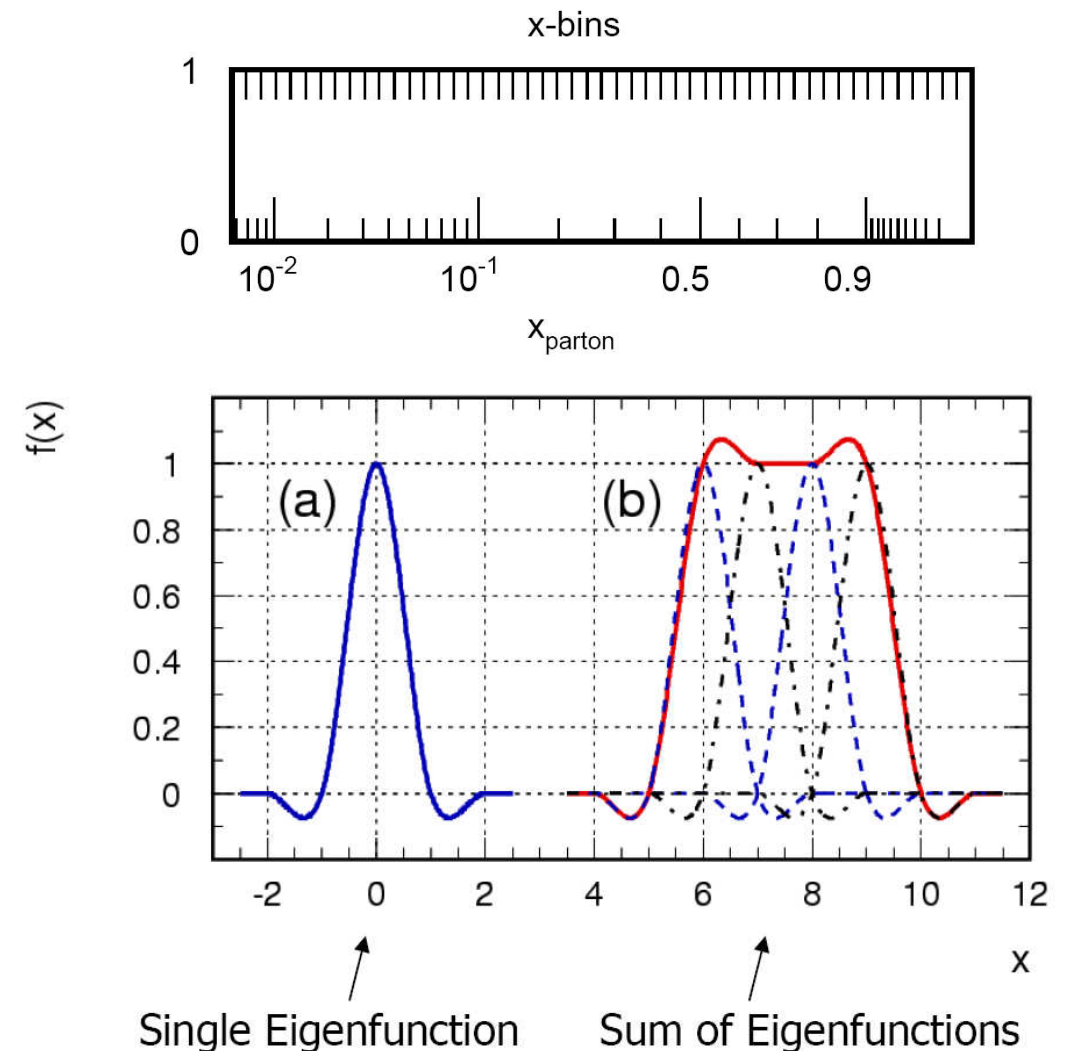 x-bins
1
0
10⁻² 10⁻¹ 0.5 0.9
x_parton
f(x)
1
0.8
0.6
0.4
0.2
0
(a) (b)
-2 0 2 4 6 8 10 12
x
Single Eigenfunction Sum of Eigenfunctions